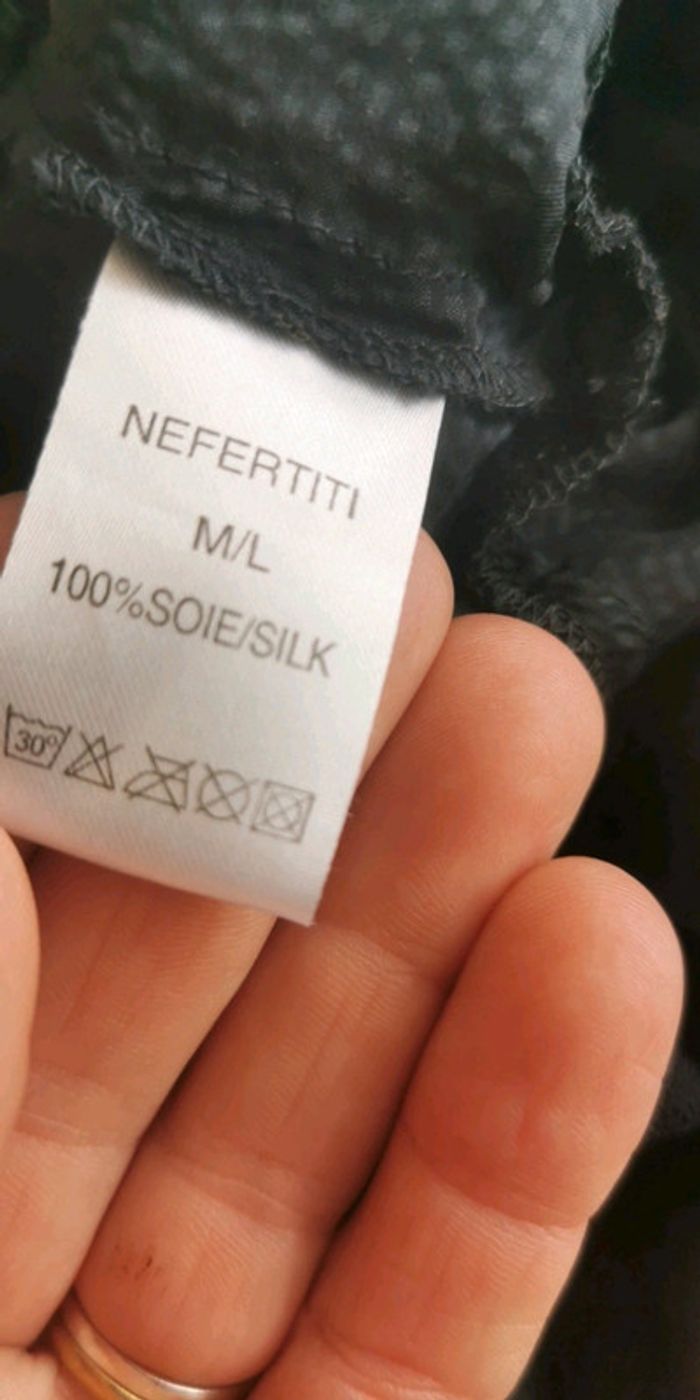 NEFERTITI
M/L
100%SOIE/SILK
30°